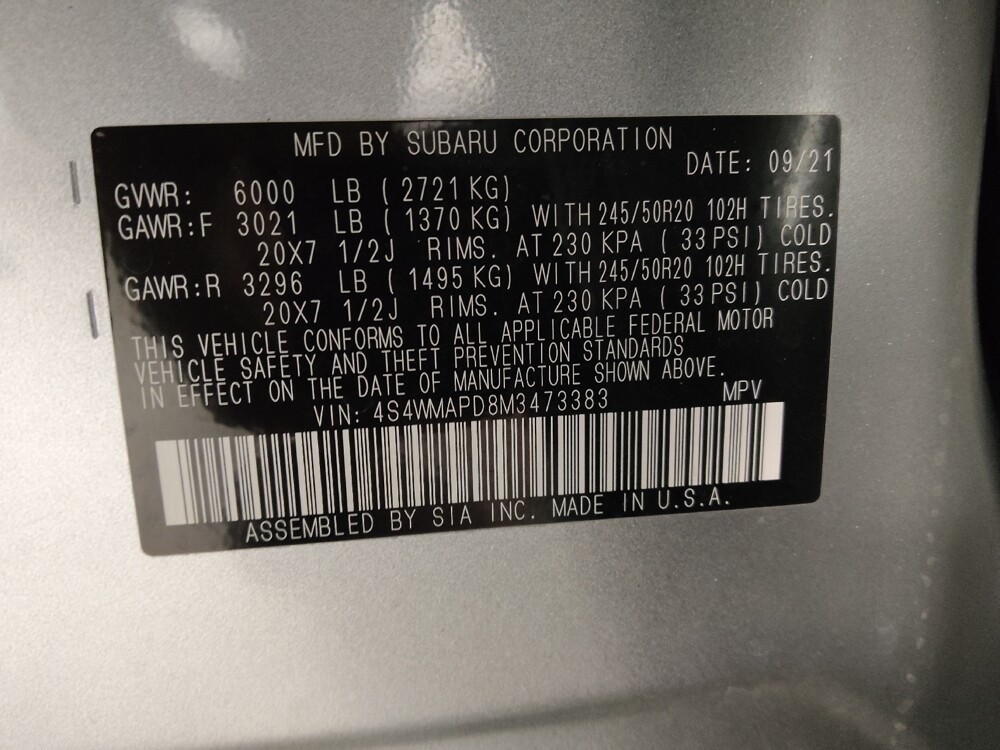 MFD BY SUBARU CORPORATION
DATE: 09/21
GVWR: 6000 LB ( 2721 KG)
GAWR:F 3021 LB ( 1370 KG) WITH 245/50R20 102H TIRES.
20X7 1/2J RIMS. AT 230 KPA ( 33 PSI) COLD
GAWR:R 3296 LB ( 1495 KG) WITH 245/50R20 102H TIRES.
20X7 1/2J RIMS. AT 230 KPA ( 33 PSI) COLD
THIS VEHICLE CONFORMS TO ALL APPLICABLE FEDERAL MOTOR
VEHICLE SAFETY AND THEFT PREVENTION STANDARDS
IN EFFECT ON THE DATE OF MANUFACTURE SHOWN ABOVE.
VIN: 4S4WMAPD8M3473383 MPV
ASSEMBLED BY SIA INC. MADE IN U.S.A.